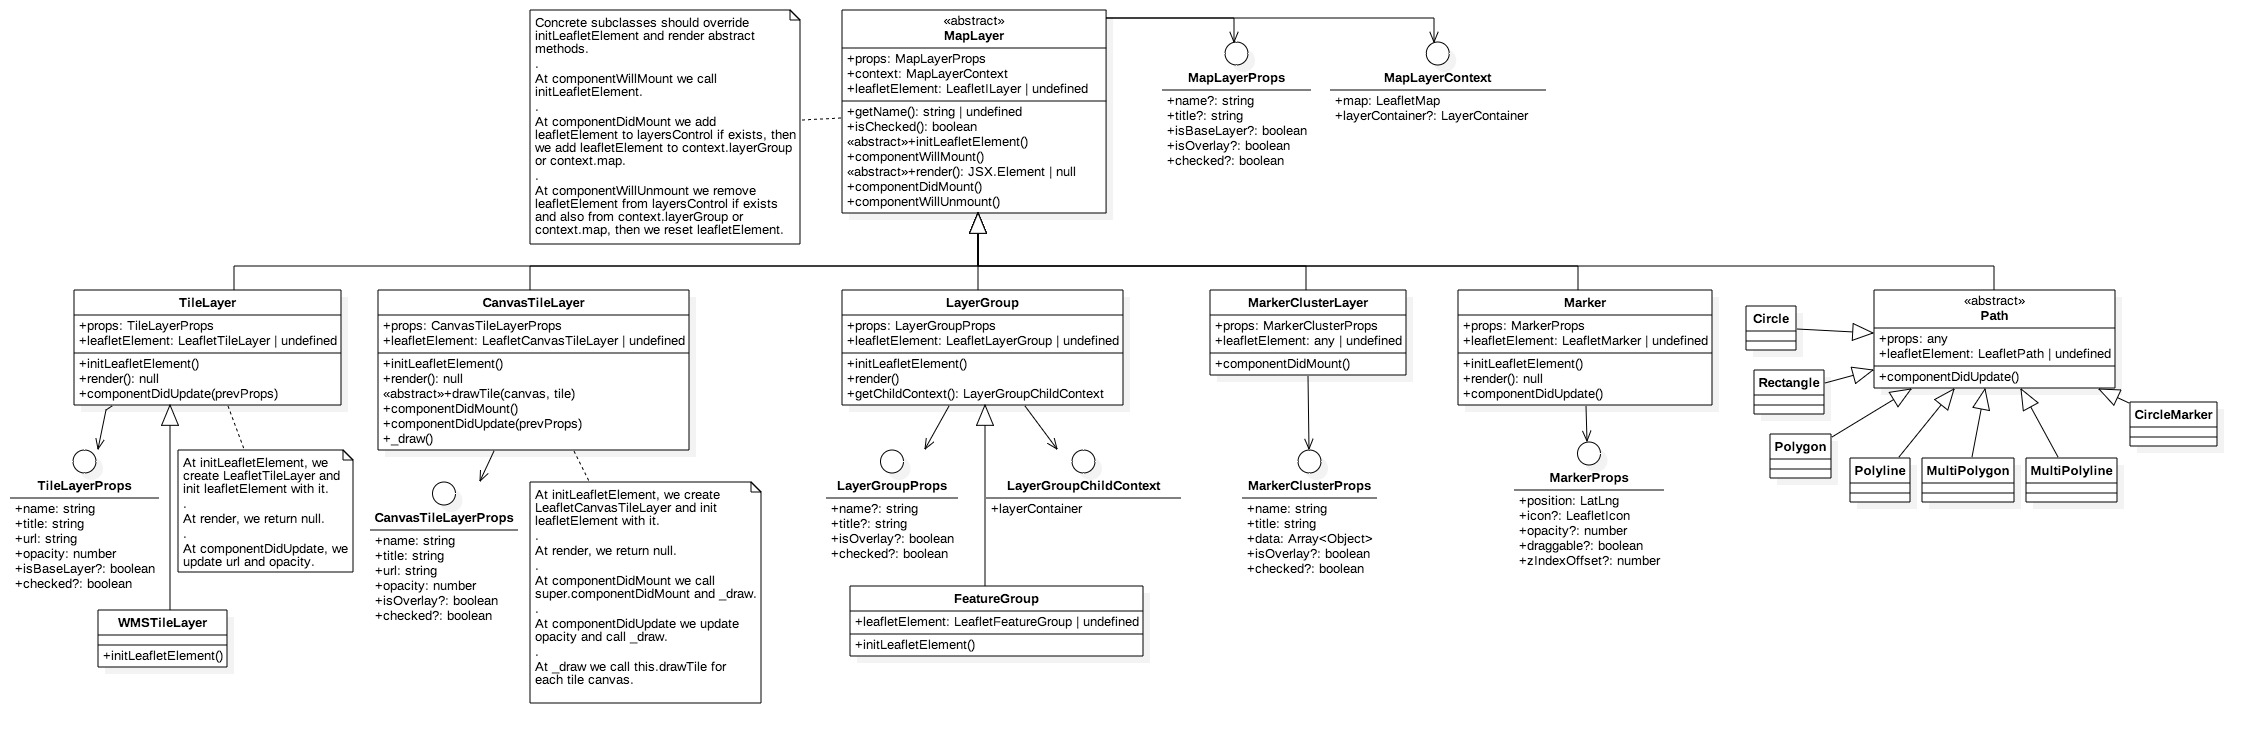 Concrete subclasses should override
initLeafletElement and render abstract
methods.
.
At componentWillMount we call
initLeafletElement.
.
At componentDidMount we add
leafletElement to layersControl if exists, then
we add leafletElement to context.layerGroup
or context.map.
.
At componentWillUnmount we remove
leafletElement from layersControl if exists
and also from context.layerGroup or
context.map, then we reset leafletElement.
«abstract»
MapLayer
+props: MapLayerProps
+context: MapLayerContext
+leafletElement: LeafletlLayer | undefined
+getName(): string | undefined
+isChecked(): boolean
«abstract»+initLeafletElement()
+componentWillMount()
«abstract»+render(): JSX.Element | null
+componentDidMount()
+componentWillUnmount()
MapLayerProps
+name?: string
+title?: string
+isBaseLayer?: boolean
+isOverlay?: boolean
+checked?: boolean
MapLayerContext
+map: LeafletMap
+layerContainer?: LayerContainer
TileLayer
+props: TileLayerProps
+leafletElement: LeafletTileLayer | undefined
+initLeafletElement()
+render(): null
+componentDidUpdate(prevProps)
CanvasTileLayer
+props: CanvasTileLayerProps
+leafletElement: LeafletCanvasTileLayer | undefined
+initLeafletElement()
+render(): null
«abstract»+drawTile(canvas, tile)
+componentDidMount()
+componentDidUpdate(prevProps)
+_draw()
LayerGroup
+props: LayerGroupProps
+leafletElement: LeafletLayerGroup | undefined
+initLeafletElement()
+render()
+getChildContext(): LayerGroupChildContext
MarkerClusterLayer
+props: MarkerClusterProps
+leafletElement: any | undefined
+componentDidMount()
Marker
+props: MarkerProps
+leafletElement: LeafletMarker | undefined
+initLeafletElement()
+render(): null
+componentDidUpdate()
«abstract»
Path
+props: any
+leafletElement: LeafletPath | undefined
+componentDidUpdate()
Circle
Rectangle
Polygon
Polyline
MultiPolygon
MultiPolyline
CircleMarker
TileLayerProps
+name: string
+title: string
+url: string
+opacity: number
+isBaseLayer?: boolean
+checked?: boolean
At initLeafletElement, we
create LeafletTileLayer and
init leafletElement with it.
.
At render, we return null.
.
At componentDidUpdate, we
update url and opacity.
WMSTileLayer
+initLeafletElement()
CanvasTileLayerProps
+name: string
+title: string
+url: string
+opacity: number
+isOverlay?: boolean
+checked?: boolean
At initLeafletElement, we create
LeafletCanvasTileLayer and init
leafletElement with it.
.
At render, we return null.
.
At componentDidMount we call
super.componentDidMount and _draw.
.
At componentDidUpdate we update
opacity and call _draw.
.
At _draw we call this.drawTile for
each tile canvas.
LayerGroupProps
+name?: string
+title?: string
+isOverlay?: boolean
+checked?: boolean
LayerGroupChildContext
+layerContainer
FeatureGroup
+leafletElement: LeafletFeatureGroup | undefined
+initLeafletElement()
MarkerClusterProps
+name: string
+title: string
+data: Array<Object>
+isOverlay?: boolean
+checked?: boolean
MarkerProps
+position: LatLng
+icon?: LeafletIcon
+opacity?: number
+draggable?: boolean
+zIndexOffset?: number